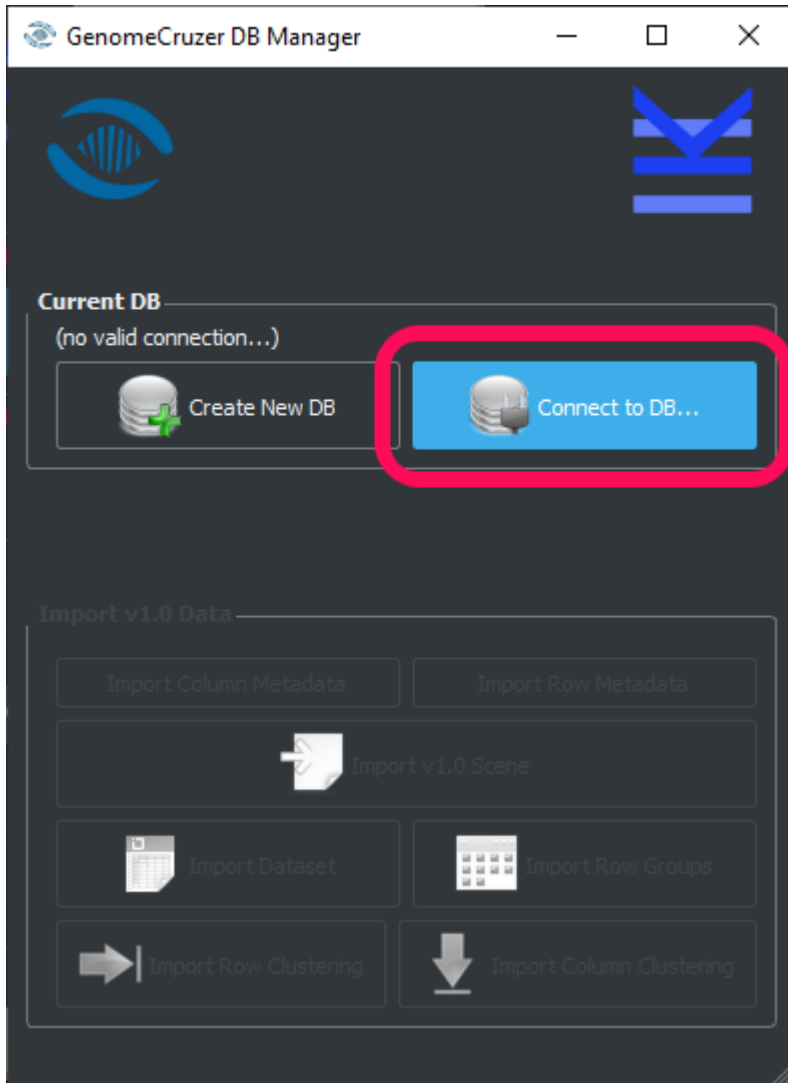 GenomeCruzer DB Manager
Current DB
(no valid connection...)
Create New DB
Connect to DB...
Import v1.0 Data
Import Column Metadata
Import Row Metadata
Import v1.0 Scene
Import Dataset
Import Row Groups
Import Row Clustering
Import Column Clustering